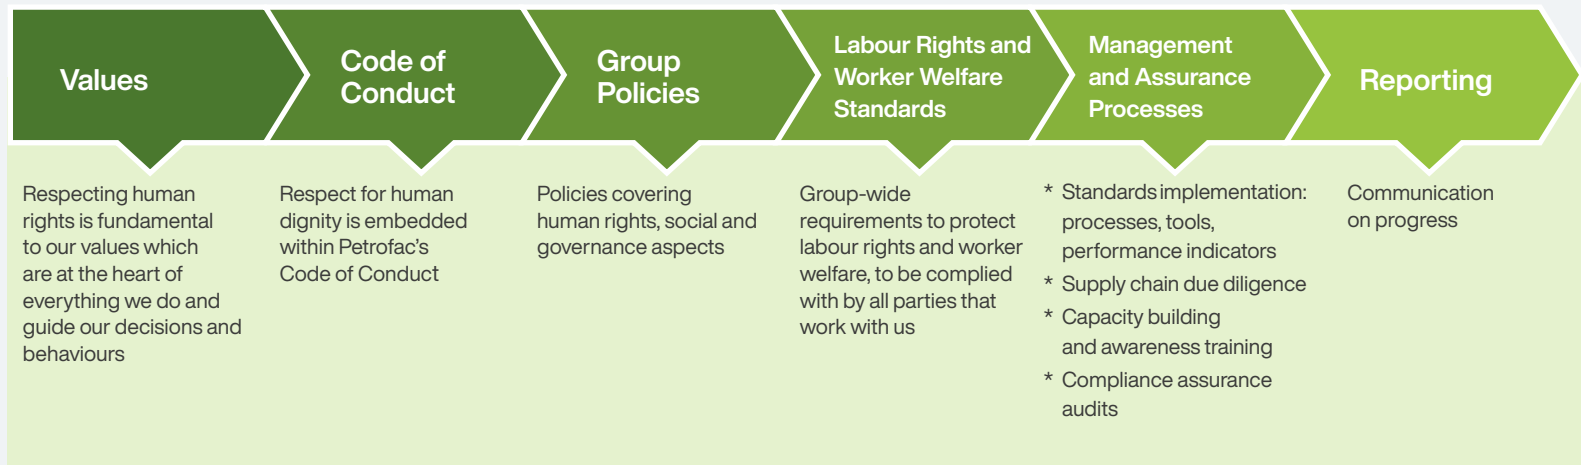 Values
Code of
Conduct
Group
Policies
Labour Rights and
Worker Welfare
Standards
Management
and Assurance
Processes
Reporting
Respecting human
rights is fundamental
to our values which
are at the heart of
everything we do and
guide our decisions and
behaviours
Respect for human
dignity is embedded
within Petrofac’s
Code of Conduct
Policies covering
human rights, social and
governance aspects
Group-wide
requirements to protect
labour rights and worker
welfare, to be complied
with by all parties that
work with us
* Standards implementation:
processes, tools,
performance indicators
* Supply chain due diligence
* Capacity building
and awareness training
* Compliance assurance
audits
Communication
on progress